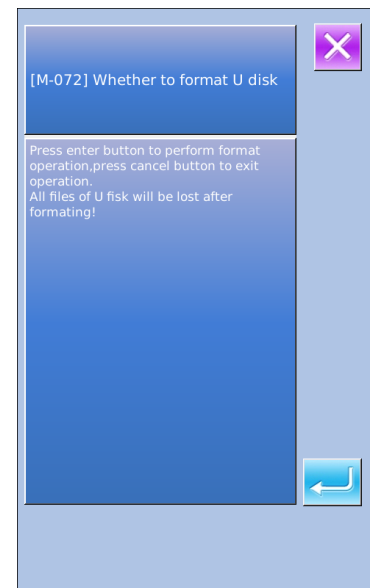 [M-072] Whether to format U disk
Press enter button to perform format
operation,press cancel button to exit
operation.
All files of U fisk will be lost after
formating!